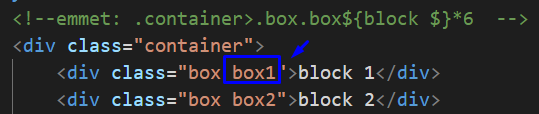 <!--emmet: .container>.box.box${block $}*6  -->
<div class="container">
    <div class="box box1">block 1</div>
    <div class="box box2">block 2</div>